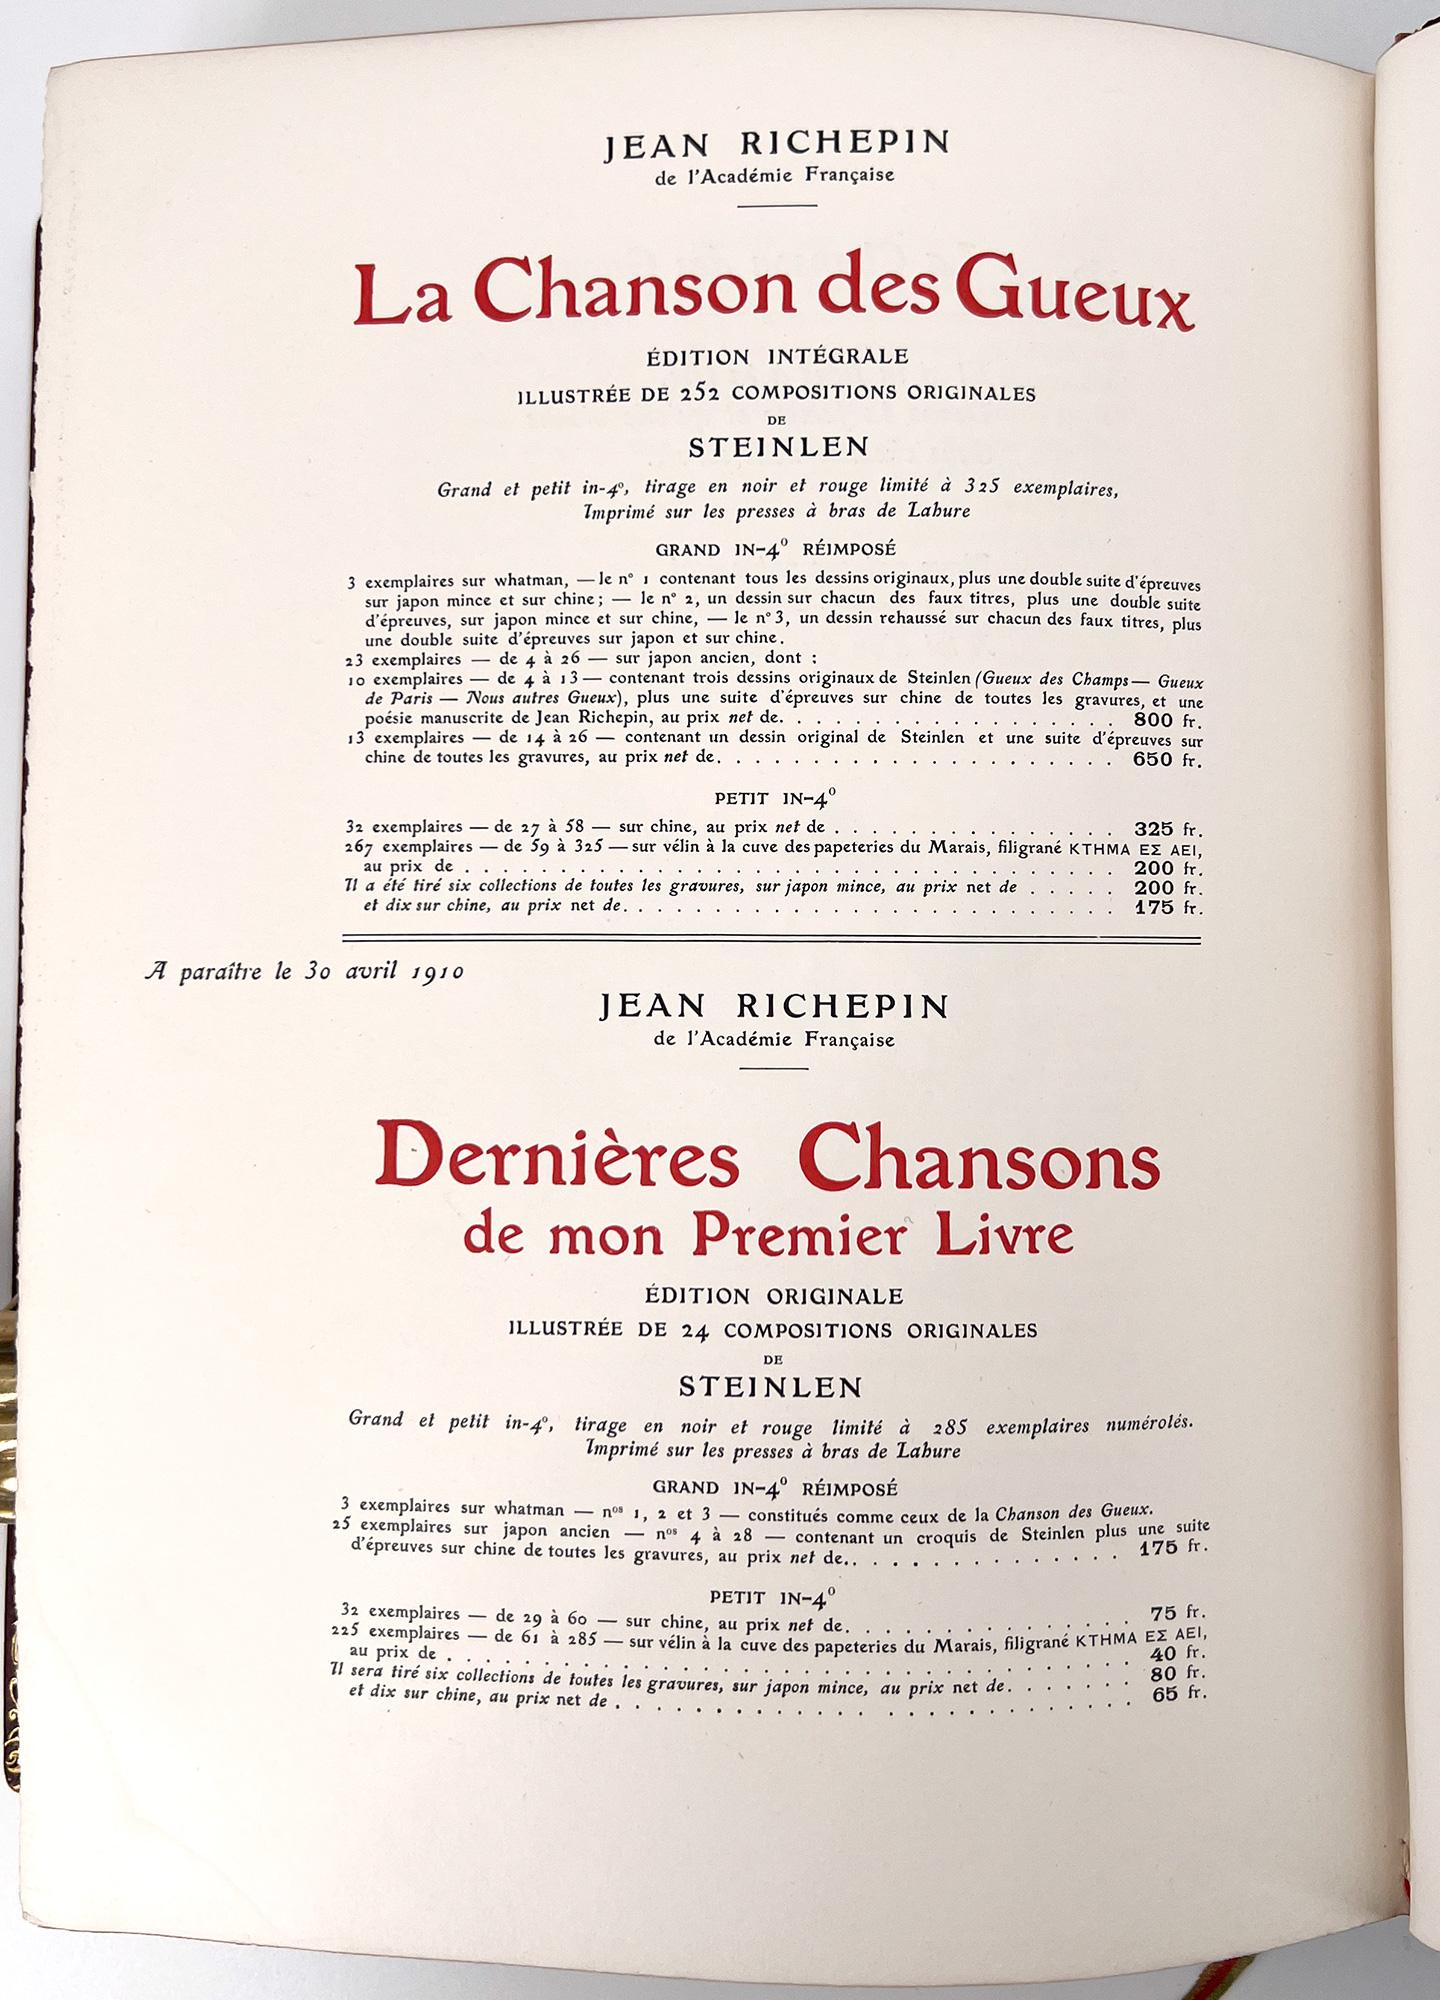 JEAN RICHEPIN
de l'Académie Française
La Chanson des Gueux
ÉDITION INTÉGRALE
ILLUSTRÉE DE 252 COMPOSITIONS ORIGINALES
DE
STEINLEN
Grand et petit in-4º, tirage en noir et rouge limité à 325 exemplaires,
Imprimé sur les presses à bras de Lahure
GRAND IN-4º RÉIMPOSÉ
3 exemplaires sur whatman, — le nº 1 contenant tous les dessins originaux, plus une double suite d'épreuves
sur japon mince et sur chine; — le nº 2, un dessin sur chacun des faux titres, plus une double suite
d'épreuves, sur japon mince et sur chine, — le nº 3, un dessin rehaussé sur chacun des faux titres, plus
une double suite d'épreuves sur japon et sur chine.
23 exemplaires — de 4 à 26 — sur japon ancien, dont :
10 exemplaires — de 4 à 13 — contenant trois dessins originaux de Steinlen (Gueux des Champs — Gueux
de Paris — Nous autres Gueux), plus une suite d'épreuves sur chine de toutes les gravures, et une
poésie manuscrite de Jean Richepin, au prix net de. . . . . . . . . . . . . . . . . . 800 fr.
13 exemplaires — de 14 à 26 — contenant un dessin original de Steinlen et une suite d'épreuves sur
chine de toutes les gravures, au prix net de. . . . . . . . . . . . . . . . . . . . . 650 fr.
PETIT IN-4º
32 exemplaires — de 27 à 58 — sur chine, au prix net de . . . . . . . . . . . . . . . 325 fr.
267 exemplaires — de 59 à 325 — sur vélin à la cuve des papeteries du Marais, filigrané ΚΤΗΜΑ ΕΣ ΑΕΙ,
au prix de . . . . . . . . . . . . . . . . . . . . . . . . . . . . . . . . . . 200 fr.
Il a été tiré six collections de toutes les gravures, sur japon mince, au prix net de . . . . . 200 fr.
et dix sur chine, au prix net de. . . . . . . . . . . . . . . . . . . . . . . . . . 175 fr.
A paraître le 30 avril 1910
JEAN RICHEPIN
de l'Académie Française
Dernières Chansons
de mon Premier Livre
ÉDITION ORIGINALE
ILLUSTRÉE DE 24 COMPOSITIONS ORIGINALES
DE
STEINLEN
Grand et petit in-4º, tirage en noir et rouge limité à 285 exemplaires numérotés.
Imprimé sur les presses à bras de Lahure
GRAND IN-4º RÉIMPOSÉ
3 exemplaires sur whatman — nos 1, 2 et 3 — constitués comme ceux de la Chanson des Gueux.
25 exemplaires sur japon ancien — nos 4 à 28 — contenant un croquis de Steinlen plus une suite
d'épreuves sur chine de toutes les gravures, au prix net de.. . . . . . . . . . . . . . 175 fr.
PETIT IN-4º
32 exemplaires — de 29 à 60 — sur chine, au prix net de. . . . . . . . . . . . . . . 75 fr.
225 exemplaires — de 61 à 285 — sur vélin à la cuve des papeteries du Marais, filigrané ΚΤΗΜΑ ΕΣ ΑΕΙ,
au prix de . . . . . . . . . . . . . . . . . . . . . . . . . . . . . . . . . . 40 fr.
Il sera tiré six collections de toutes les gravures, sur japon mince, au prix net de. . . . . . . 80 fr.
et dix sur chine, au prix net de . . . . . . . . . . . . . . . . . . . . . . . . . . 65 fr.